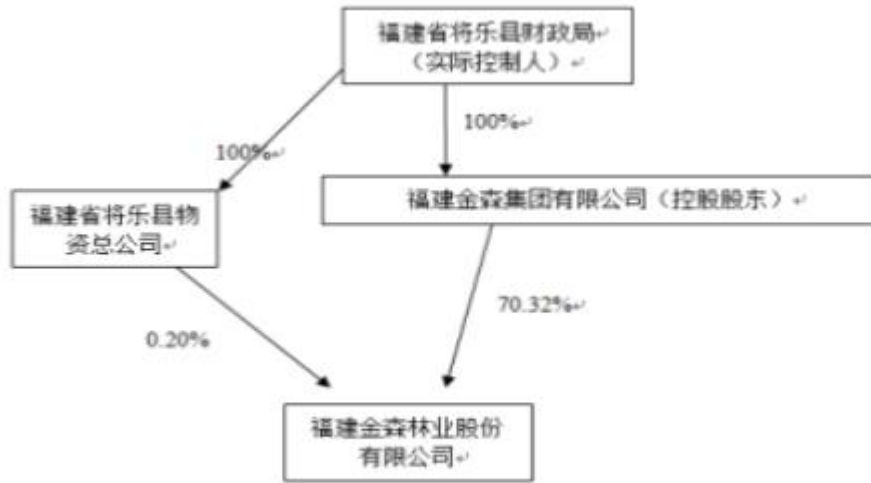 福建省将乐县财政局
（实际控制人）
100%
100%
福建省将乐县物
资总公司
福建金森集团有限公司（控股股东）
70.32%
0.20%
福建金森林业股份
有限公司